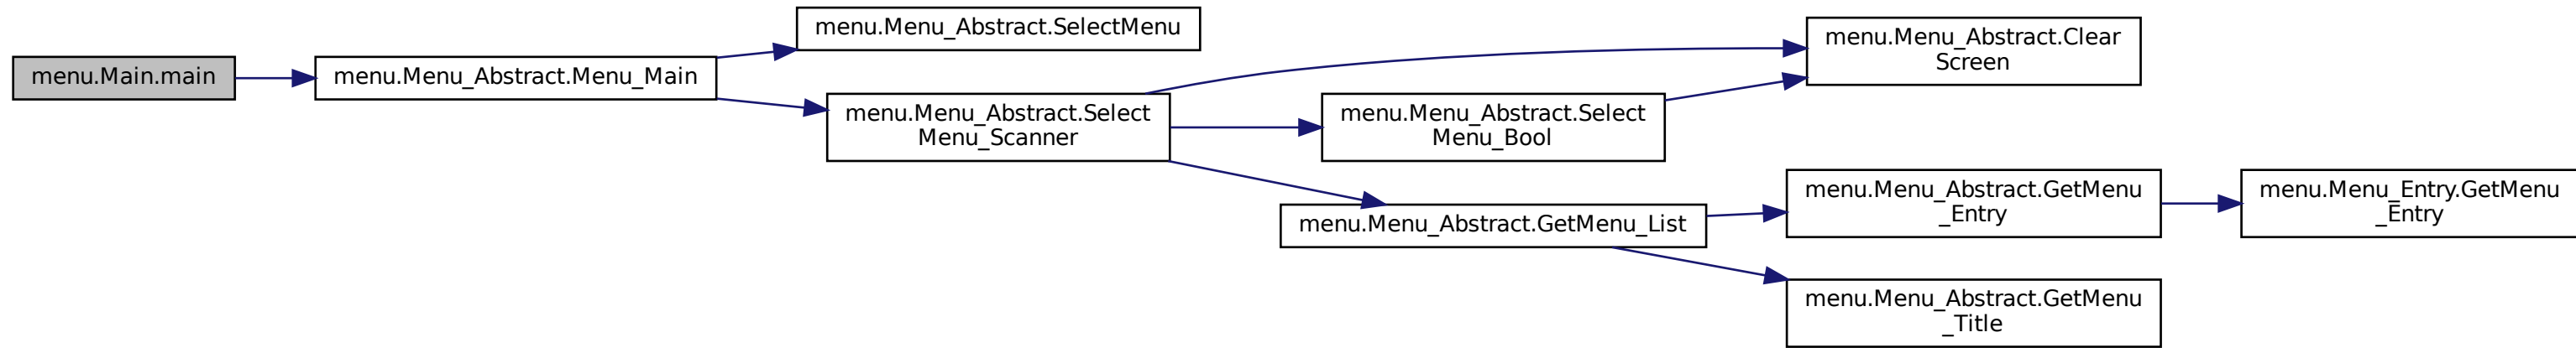 menu.Main.main
menu.Menu_Abstract.Menu_Main
menu.Menu_Abstract.SelectMenu
menu.Menu_Abstract.Select
Menu_Scanner
menu.Menu_Abstract.Clear
Screen
menu.Menu_Abstract.Select
Menu_Bool
menu.Menu_Abstract.GetMenu_List
menu.Menu_Abstract.GetMenu
_Entry
menu.Menu_Entry.GetMenu
_Entry
menu.Menu_Abstract.GetMenu
_Title